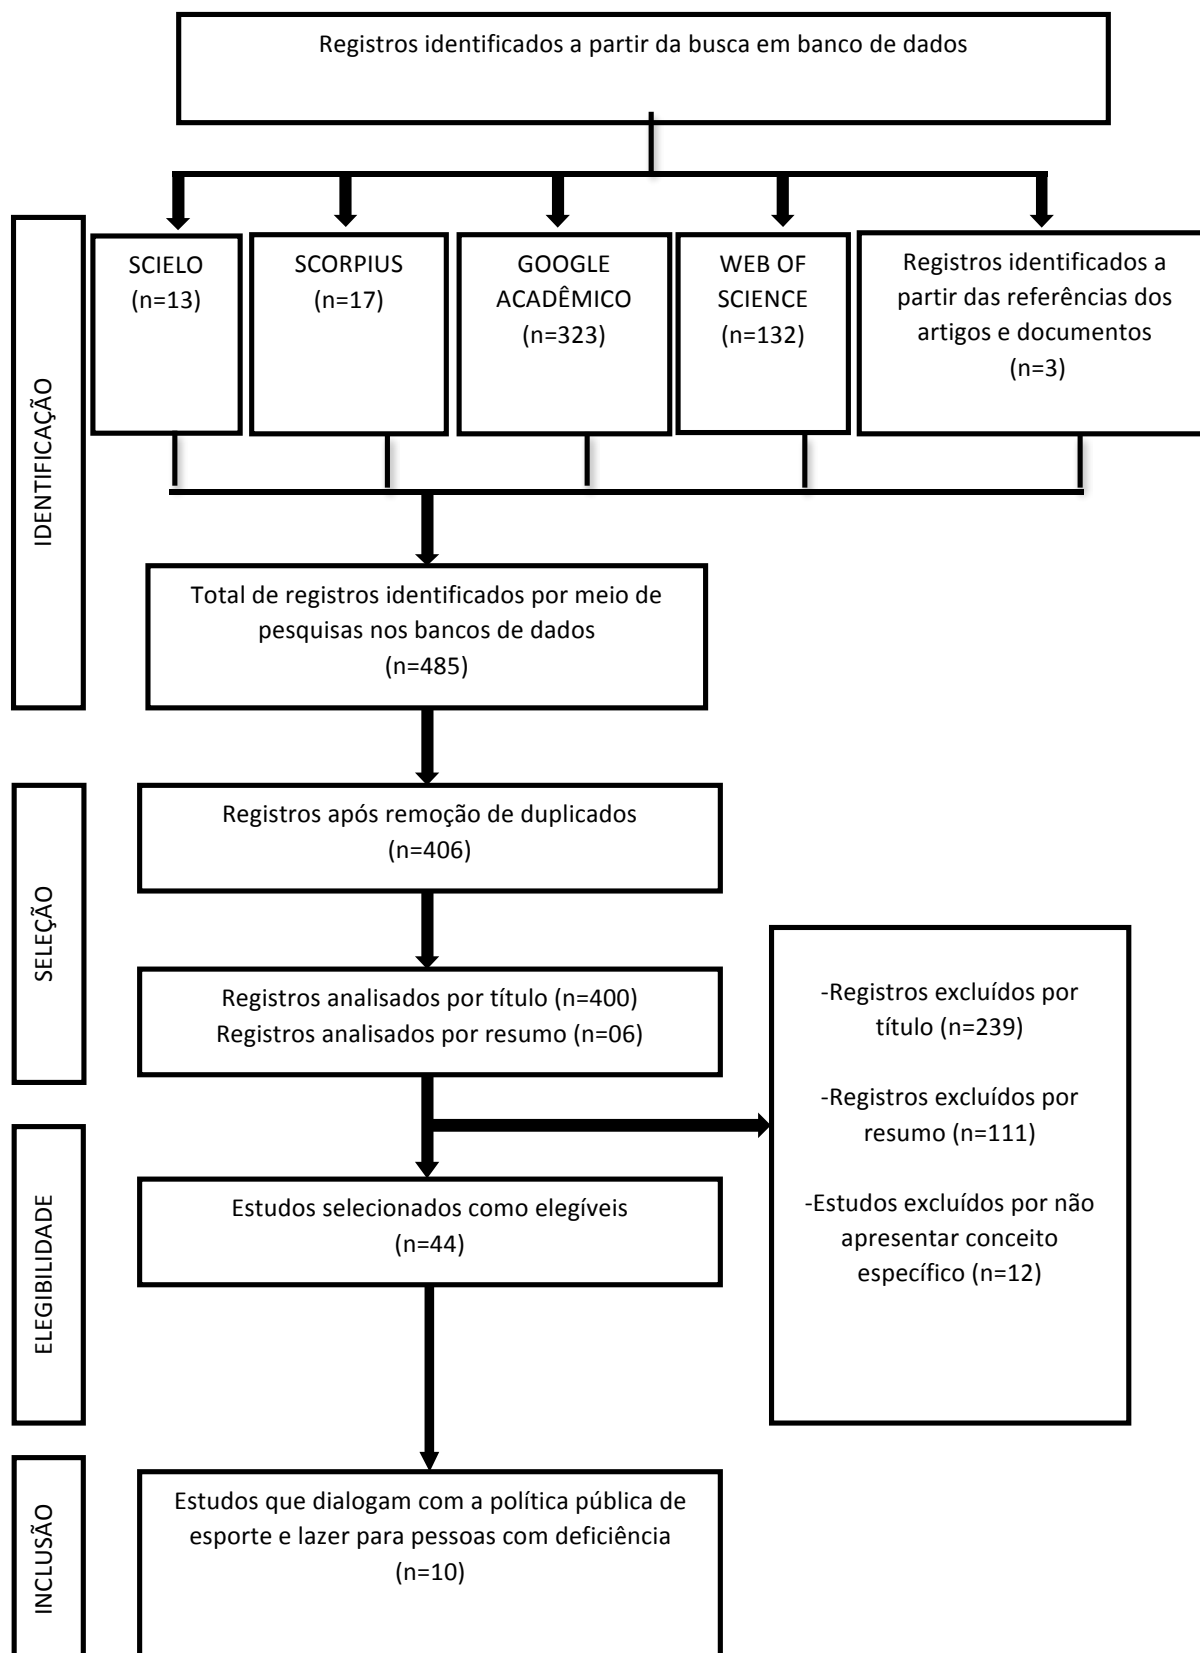 Registros identificados a partir da busca em banco de dados
IDENTIFICAÇÃO
SCIELO
(n=13)
SCORPIUS
(n=17)
GOOGLE
ACADÊMICO
(n=323)
WEB OF
SCIENCE
(n=132)
Registros identificados a
partir das referências dos
artigos e documentos
(n=3)
Total de registros identificados por meio de
pesquisas nos bancos de dados
(n=485)
SELEÇÃO
Registros após remoção de duplicados
(n=406)
Registros analisados por título (n=400)
Registros analisados por resumo (n=06)
-Registros excluídos por
título (n=239)
-Registros excluídos por
resumo (n=111)
-Estudos excluídos por não
apresentar conceito
específico (n=12)
ELEGIBILIDADE
Estudos selecionados como elegíveis
(n=44)
INCLUSÃO
Estudos que dialogam com a política pública de
esporte e lazer para pessoas com deficiência
(n=10)